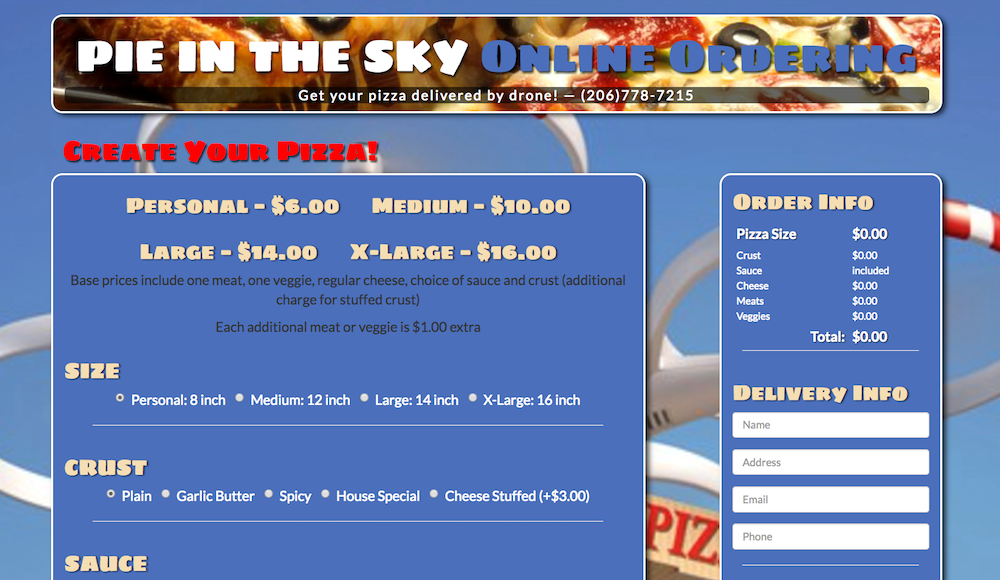 PIE IN THE SKY Online Ordering
Get your pizza delivered by drone! — (206)778-7215
Create Your Pizza!
Personal - $6.00 Medium - $10.00
Large - $14.00 X-Large - $16.00
Base prices include one meat, one veggie, regular cheese, choice of sauce and crust (additional
charge for stuffed crust)
Each additional meat or veggie is $1.00 extra
SIZE
Personal: 8 inch Medium: 12 inch Large: 14 inch X-Large: 16 inch
CRUST
Plain Garlic Butter Spicy House Special Cheese Stuffed (+$3.00)
SAUCE
Order Info
Pizza Size $0.00
Crust $0.00
Sauce included
Cheese $0.00
Meats $0.00
Veggies $0.00
Total: $0.00
Delivery Info
Name
Address
Email
Phone
PIZ